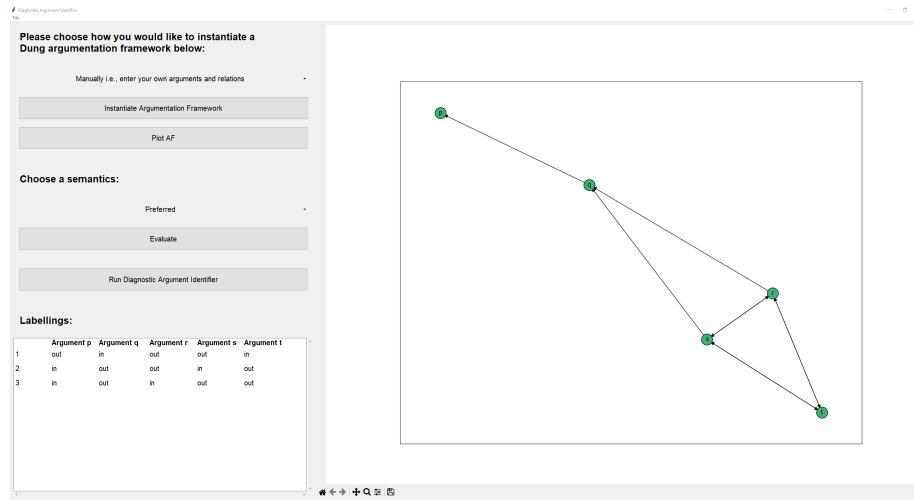 Diagnostic Argument Identifier
File
Please choose how you would like to instantiate a
Dung argumentation framework below:
Manually i.e., enter your own arguments and relations
Instantiate Argumentation Framework
Plot AF
Choose a semantics:
Preferred
Evaluate
Run Diagnostic Argument Identifier
Labellings:
Argument p Argument q Argument r Argument s Argument t
1 out in out out in
2 in out out in out
3 in out in out out
p
q
r
s
t